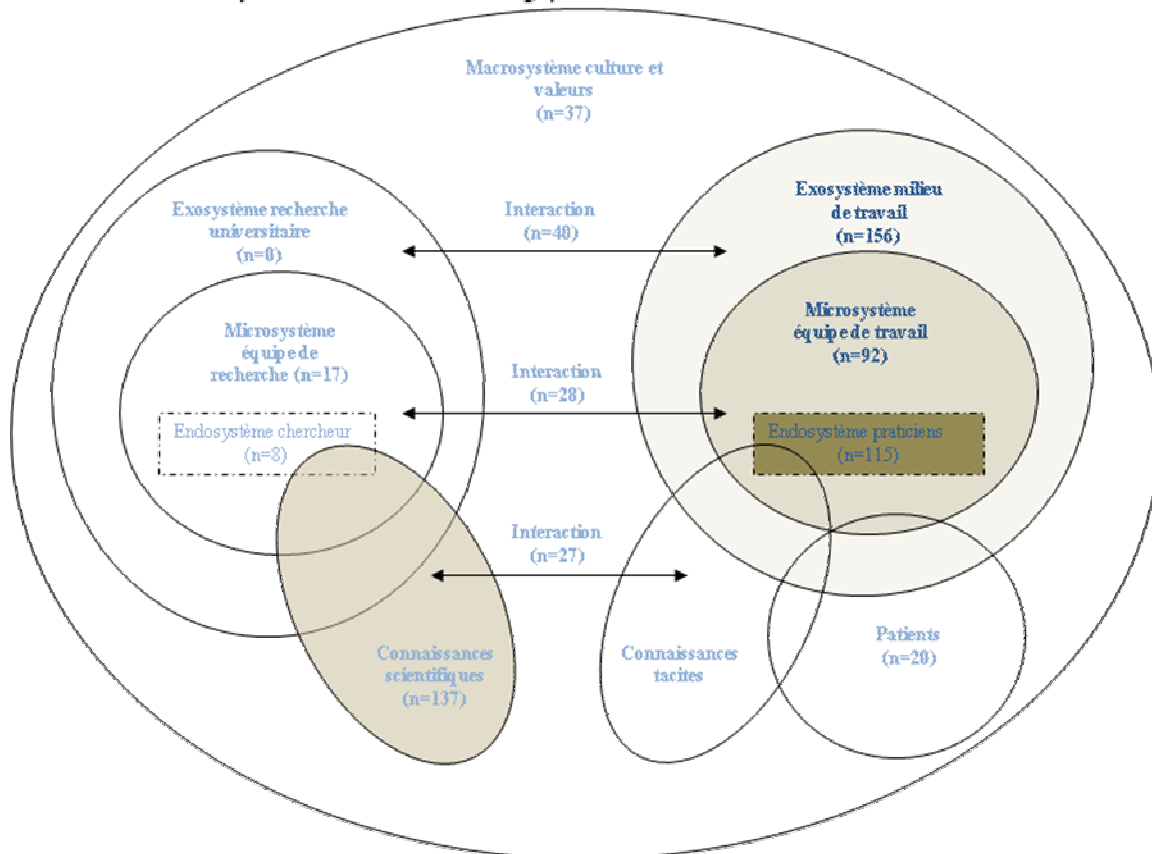 Macrosystème culture et
valeurs
(n=37)
Exosystème recherche
universitaire
(n=0)
Interaction
(n=40)
Exosystème milieu
de travail
(n=156)
Microsystème
équipe de
recherche (n=17)
Interaction
(n=28)
Microsystème
équipe de travail
(n=92)
Endosystème chercheur
(n=8)
Endosystème praticiens
(n=115)
Interaction
(n=27)
Connaissances
scientifiques
(n=137)
Connaissances
tacites
Patients
(n=20)